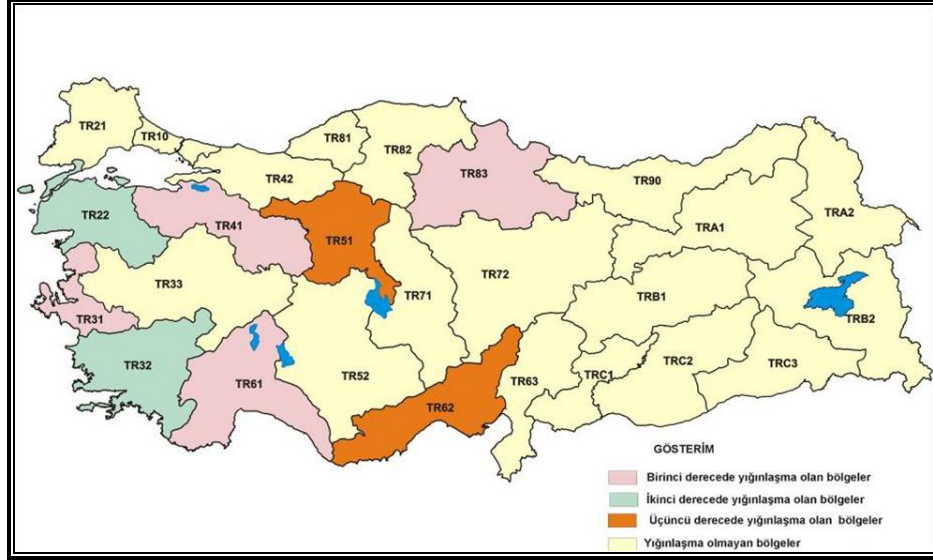 TR21
TR10
TR81
TR82
TR42
TR83
TR90
TRA1
TRA2
TR22
TR41
TR51
TR33
TR71
TR72
TRB1
TRB2
TR31
TR32
TR61
TR52
TR62
TR63
TRC1
TRC2
TRC3
GÖSTERİM
Birinci derecede yığınlaşma olan bölgeler
İkinci derecede yığınlaşma olan bölgeler
Üçüncü derecede yığınlaşma olan bölgeler
Yığınlaşma olmayan bölgeler